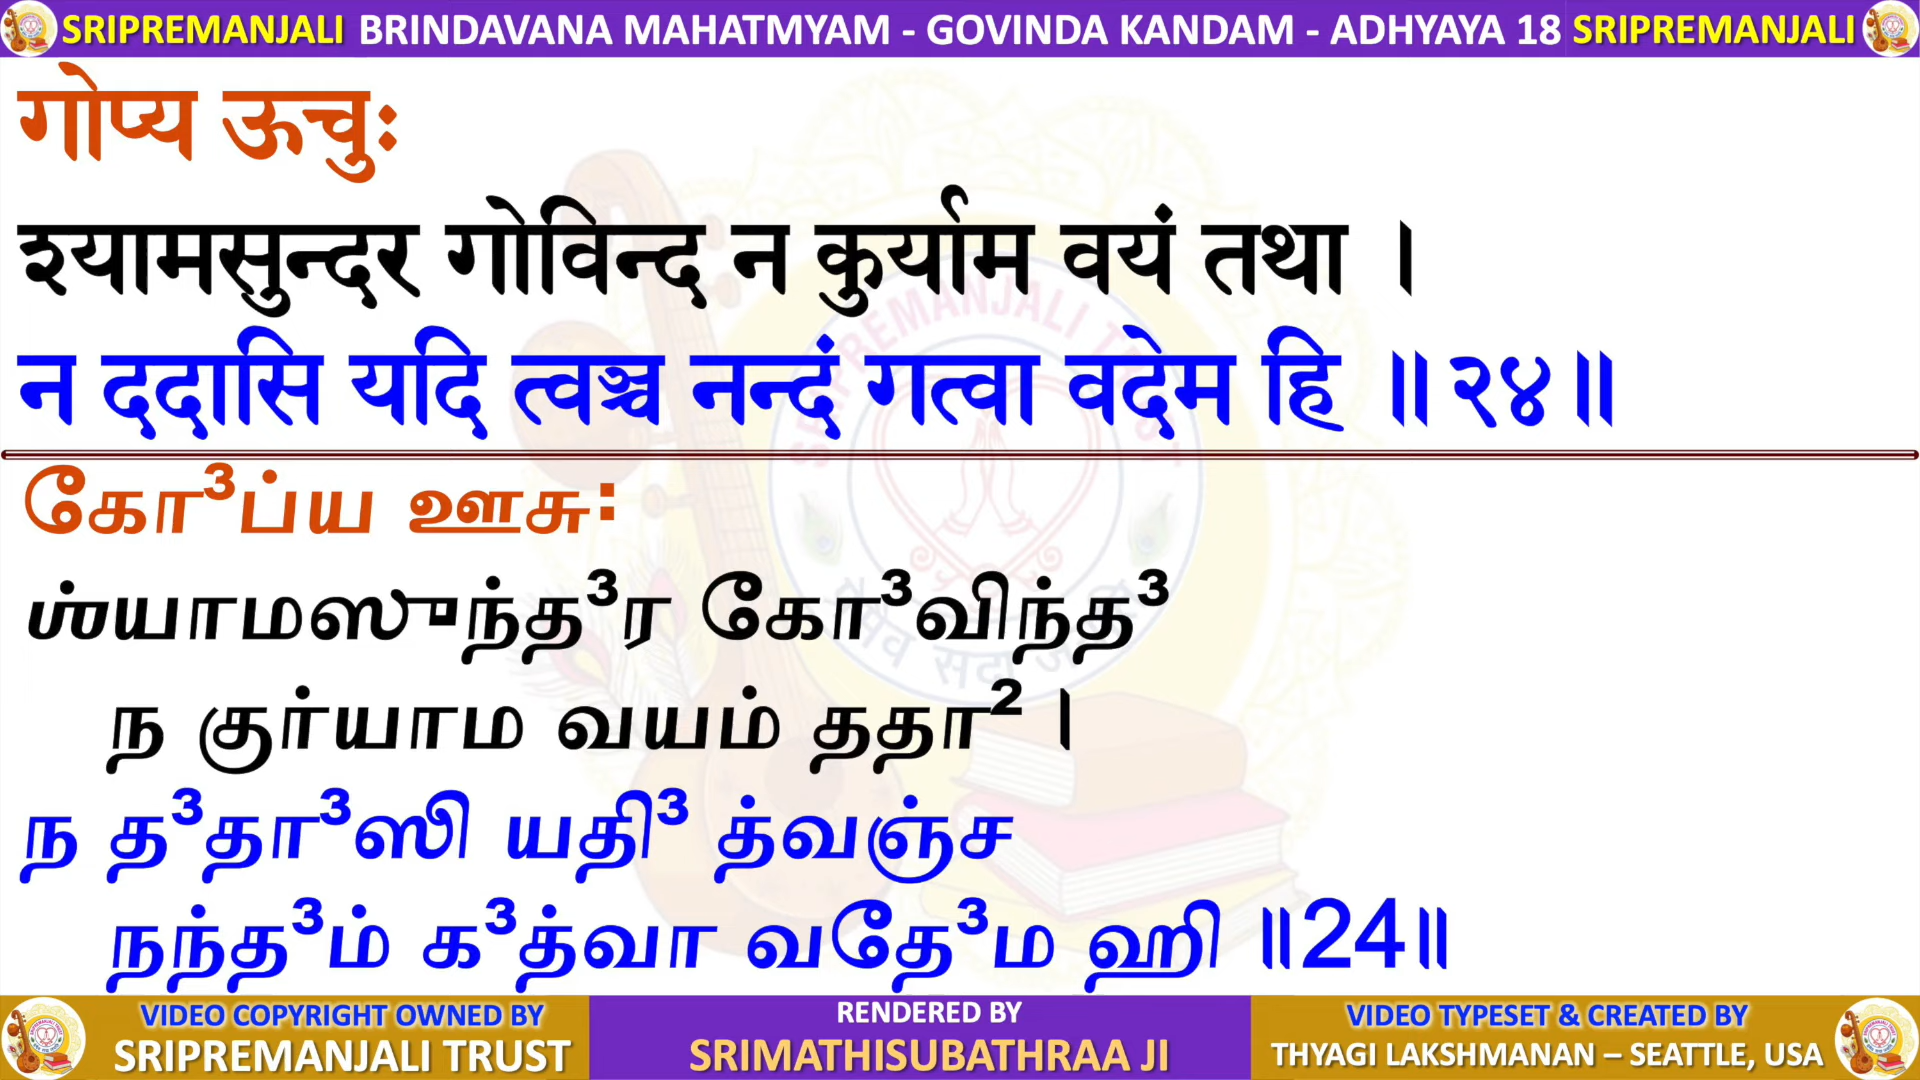 SRIPREMANJALI BRINDAVANA MAHATMYAM - GOVINDA KANDAM - ADHYAYA 18 SRIPREMANJALI
गोप्य ऊचुः
श्यामसुन्दर गोविन्द न कुर्याम वयं तथा ।
न ददासि यदि त्वञ्च नन्दं गत्वा वदेम हि ॥२४॥
கோ³ப்ய ஊசு꞉
ஶ்யாமஸுந்த³ர கோ³விந்த³
ந குர்யாம வயம் ததா² ।
ந த³தா³ஸி யதி³ த்வஞ்ச
நந்த³ம் க³த்வா வதே³ம ஹி ॥24॥
VIDEO COPYRIGHT OWNED BY
SRIPREMANJALI TRUST
RENDERED BY
SRIMATHISUBATHRAA JI
VIDEO TYPESET & CREATED BY
THYAGI LAKSHMANAN – SEATTLE, USA